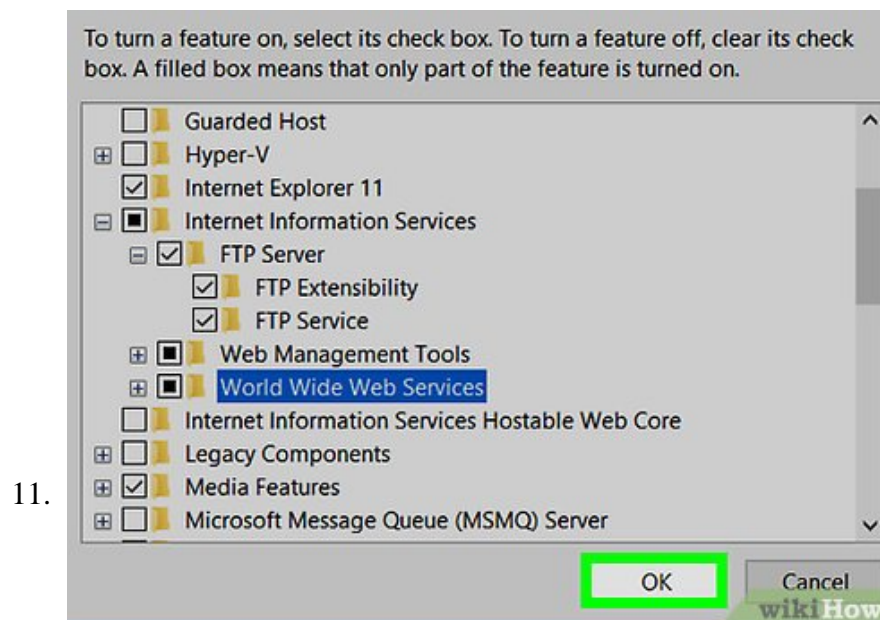 To turn a feature on, select its check box. To turn a feature off, clear its check
box. A filled box means that only part of the feature is turned on.
Guarded Host
Hyper-V
Internet Explorer 11
Internet Information Services
FTP Server
FTP Extensibility
FTP Service
Web Management Tools
World Wide Web Services
Internet Information Services Hostable Web Core
Legacy Components
Media Features
11.
Microsoft Message Queue (MSMQ) Server
OK
Cancel
wikiHow